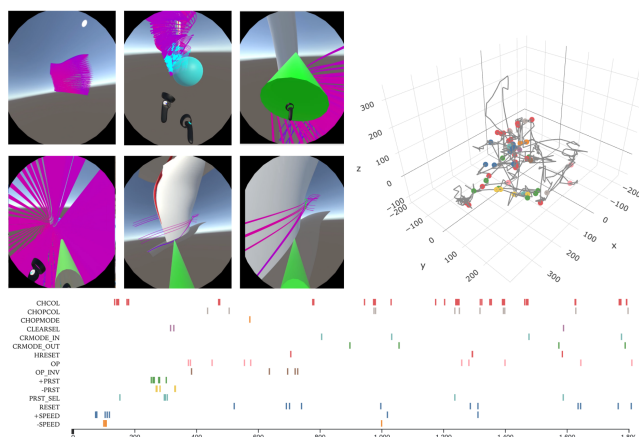 300
200
z
100
0
−100
−200
−100
0
100
y
200
300
−100
0
100
x
200
300
CHCOL
CHOPCOL
CHOPMODE
CLEARSEL
CRMODE_IN
CRMODE_OUT
HRESET
OP
OP_INV
+PRST
-PRST
PRST_SEL
RESET
+SPEED
-SPEED
0 200 400 600 800 1,000 1,200 1,400 1,600 1,800